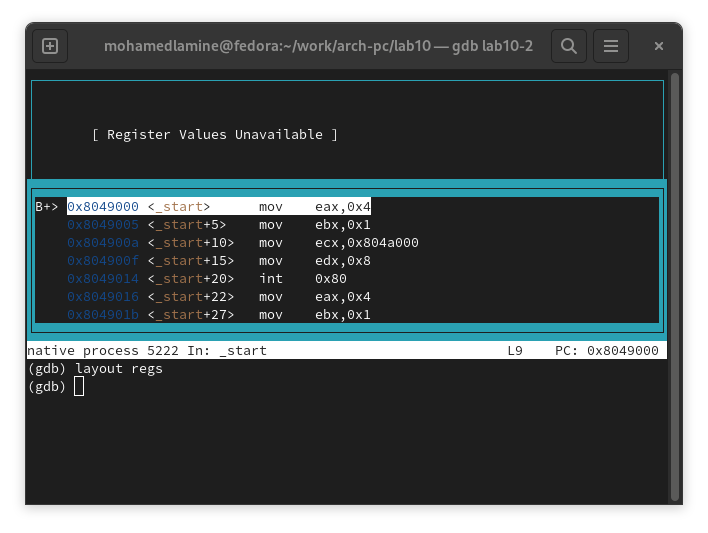 mohamedlamine@fedora:~/work/arch-pc/lab10 — gdb lab10-2
[ Register Values Unavailable ]
B+> 0x8049000 <_start>      mov    eax,0x4
0x8049005 <_start+5>    mov    ebx,0x1
0x804900a <_start+10>   mov    ecx,0x804a000
0x804900f <_start+15>   mov    edx,0x8
0x8049014 <_start+20>   int    0x80
0x8049016 <_start+22>   mov    eax,0x4
0x804901b <_start+27>   mov    ebx,0x1
native process 5222 In: _start                              L9    PC: 0x8049000
(gdb) layout regs
(gdb)